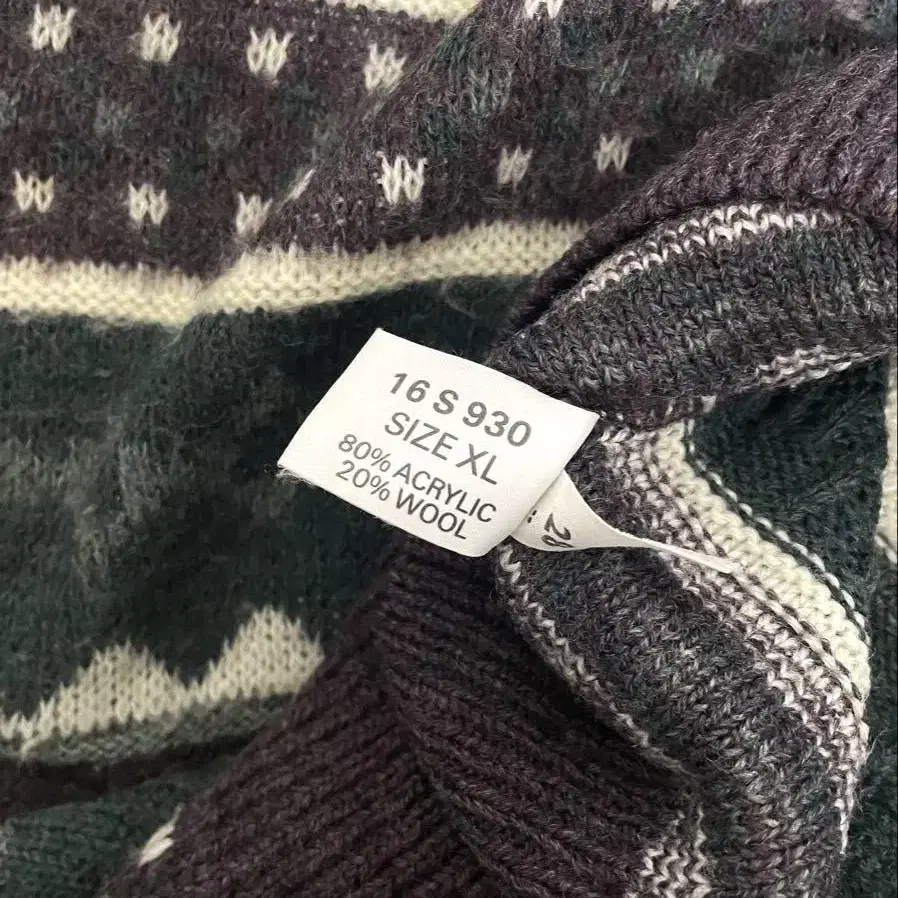 16 S 930
SIZE XL
80% ACRYLIC
20% WOOL